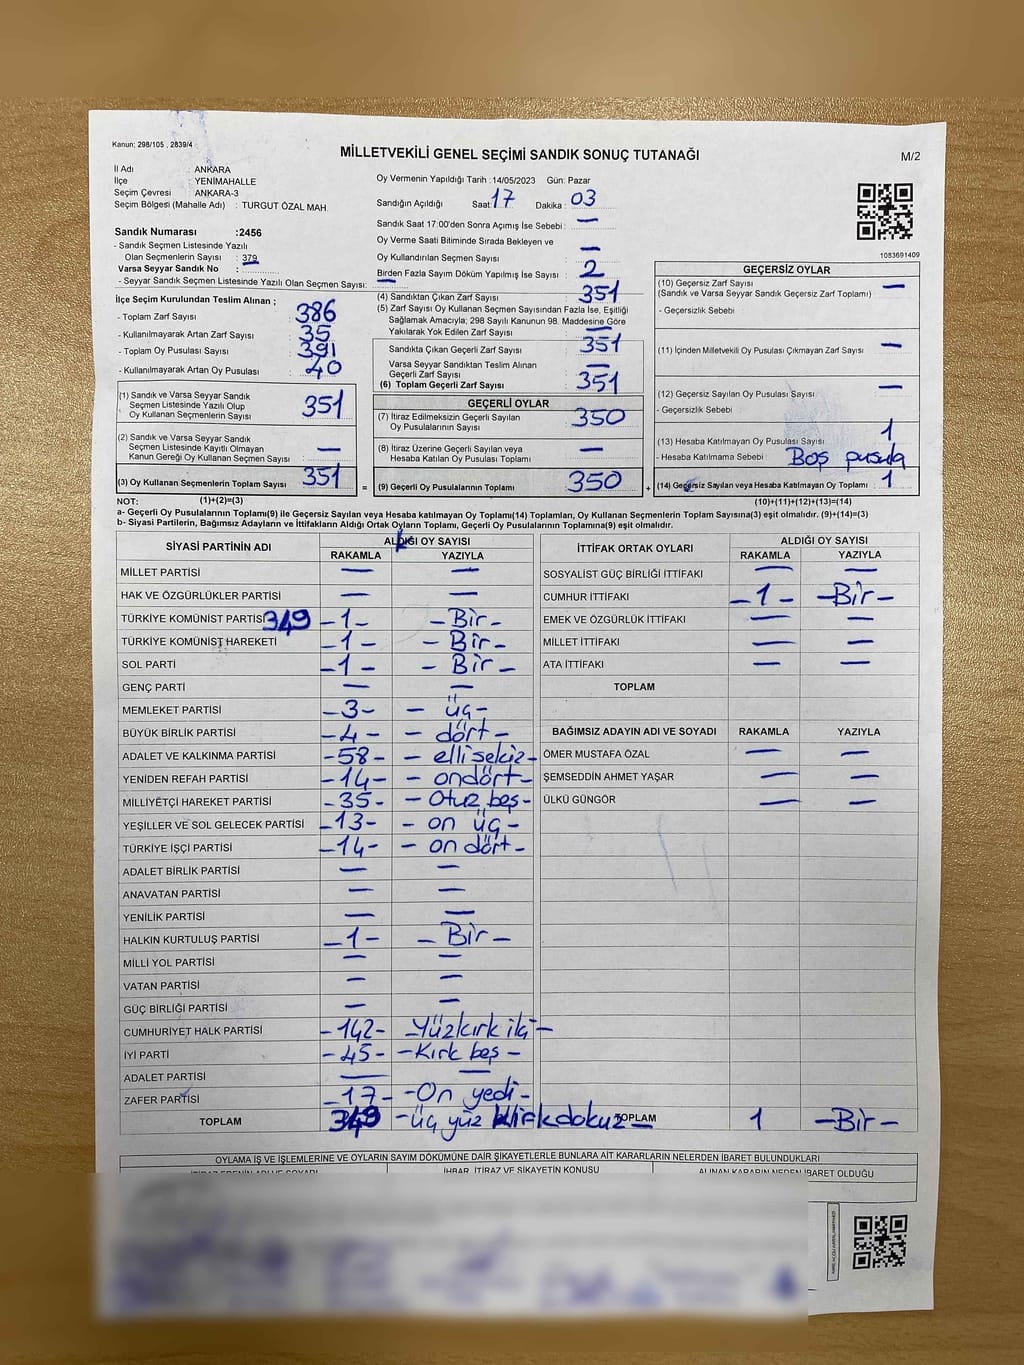 Kanun; 298/105 , 2839/4
MİLLETVEKİLİ GENEL SEÇİMİ SANDIK SONUÇ TUTANAĞI
M/2
İl Adı : ANKARA
İlçe : YENİMAHALLE
Seçim Çevresi : ANKARA-3
Seçim Bölgesi (Mahalle Adı) : TURGUT ÖZAL MAH.
Oy Vermenin Yapıldığı Tarih : 14/05/2023 Gün: Pazar
Sandığın Açıldığı Saat: 17 Dakika : 03
Sandık Saat 17:00'den Sonra Açımış İse Sebebi : —
Oy Verme Saati Bitiminde Sırada Bekleyen ve
Oy Kullandırılan Seçmen Sayısı : —
Birden Fazla Sayım Döküm Yapılmış İse Sayısı : 2
1083691409
Sandık Numarası :2456
- Sandık Seçmen Listesinde Yazılı
Olan Seçmenlerin Sayısı : 379
Varsa Seyyar Sandık No :
- Seyyar Sandık Seçmen Listesinde Yazılı Olan Seçmen Sayısı: —
İlçe Seçim Kurulundan Teslim Alınan ;
- Toplam Zarf Sayısı : 386
- Kullanılmayarak Artan Zarf Sayısı : 35
- Toplam Oy Pusulası Sayısı : 391
- Kullanılmayarak Artan Oy Pusulası : 40
(1) Sandık ve Varsa Seyyar Sandık
Seçmen Listesinde Yazılı Olup
Oy Kullanan Seçmenlerin Sayısı 351
(2) Sandık ve Varsa Seyyar Sandık
Seçmen Listesinde Kayıtlı Olmayan
Kanun Gereği Oy Kullanan Seçmen Sayısı —
(3) Oy Kullanan Seçmenlerin Toplam Sayısı 351
=
(4) Sandıktan Çıkan Zarf Sayısı : 351
(5) Zarf Sayısı Oy Kullanan Seçmen Sayısından Fazla İse, Eşitliği
Sağlamak Amacıyla; 298 Sayılı Kanunun 98. Maddesine Göre
Yakılarak Yok Edilen Zarf Sayısı : —
Sandıkta Çıkan Geçerli Zarf Sayısı : 351
Varsa Seyyar Sandıktan Teslim Alınan
Geçerli Zarf Sayısı : —
(6) Toplam Geçerli Zarf Sayısı : 351
GEÇERLİ OYLAR
(7) İtiraz Edilmeksizin Geçerli Sayılan
Oy Pusulalarının Sayısı : 350
(8) İtiraz Üzerine Geçerli Sayılan veya
Hesaba Katılan Oy Pusulası Toplamı : —
(9) Geçerli Oy Pusulalarının Toplamı : 350
+
GEÇERSİZ OYLAR
(10) Geçersiz Zarf Sayısı —
(Sandık ve Varsa Seyyar Sandık Geçersiz Zarf Toplamı) :
- Geçersizlik Sebebi :
(11) İçinden Milletvekili Oy Pusulası Çıkmayan Zarf Sayısı : —
(12) Geçersiz Sayılan Oy Pusulası Sayısı : —
- Geçersizlik Sebebi
(13) Hesaba Katılmayan Oy Pusulası Sayısı : 1
- Hesaba Katılmama Sebebi : Boş pusula
(14) Geçersiz Sayılan veya Hesaba Katılmayan Oy Toplamı : 1
NOT: (1)+(2)=(3) (10)+(11)+(12)+(13)=(14)
a- Geçerli Oy Pusulalarının Toplamı(9) ile Geçersiz Sayılan veya Hesaba katılmayan Oy Toplamı(14) Toplamları, Oy Kullanan Seçmenlerin Toplam Sayısına(3) eşit olmalıdır. (9)+(14)=(3)
b- Siyasi Partilerin, Bağımsız Adayların ve İttifakların Aldığı Ortak Oyların Toplamı, Geçerli Oy Pusulalarının Toplamına(9) eşit olmalıdır.
SİYASİ PARTİNİN ADI ALDIĞI OY SAYISI
RAKAMLA YAZIYLA
MİLLET PARTİSİ — —
HAK VE ÖZGÜRLÜKLER PARTİSİ — —
TÜRKİYE KOMÜNİST PARTİSİ 349 -1- -Bir-
TÜRKİYE KOMÜNİST HAREKETİ -1- -Bir-
SOL PARTİ -1- -Bir-
GENÇ PARTİ — —
MEMLEKET PARTİSİ -3- -üç-
BÜYÜK BİRLİK PARTİSİ -4- -dört-
ADALET VE KALKINMA PARTİSİ -58- -ellisekiz-
YENİDEN REFAH PARTİSİ -14- -ondört-
MİLLİYETÇİ HAREKET PARTİSİ -35- -Otuz beş-
YEŞİLLER VE SOL GELECEK PARTİSİ -13- -on üç-
TÜRKİYE İŞÇİ PARTİSİ -14- -on dört-
ADALET BİRLİK PARTİSİ — —
ANAVATAN PARTİSİ — —
YENİLİK PARTİSİ — —
HALKIN KURTULUŞ PARTİSİ -1- -Bir-
MİLLİ YOL PARTİSİ — —
VATAN PARTİSİ — —
GÜÇ BİRLİĞİ PARTİSİ — —
CUMHURİYET HALK PARTİSİ -142- -Yüzkırk iki-
İYİ PARTİ -45- -Kırk beş-
ADALET PARTİSİ — —
ZAFER PARTİSİ -17- -On yedi-
TOPLAM 349 -üç yüz kırkdokuz-
İTTİFAK ORTAK OYLARI ALDIĞI OY SAYISI
RAKAMLA YAZIYLA
SOSYALİST GÜÇ BİRLİĞİ İTTİFAKI — —
CUMHUR İTTİFAKI -1- -Bir-
EMEK VE ÖZGÜRLÜK İTTİFAKI — —
MİLLET İTTİFAKI — —
ATA İTTİFAKI — —
TOPLAM
BAĞIMSIZ ADAYIN ADI VE SOYADI RAKAMLA YAZIYLA
ÖMER MUSTAFA ÖZAL — —
ŞEMSEDDİN AHMET YAŞAR — —
ÜLKÜ GÜNGÖR — —
TOPLAM 1 -Bir-
OYLAMA İŞ VE İŞLEMLERİNE VE OYLARIN SAYIM DÖKÜMÜNE DAİR ŞİKAYETLERLE BUNLARA AİT KARARLARIN NELERDEN İBARET BULUNDUKLARI
İTİRAZ EDENİN ADI VE SOYADI İHBAR, İTİRAZ VE ŞİKAYETİN KONUSU ALINAN KARARIN NEDEN İBARET OLDUĞU